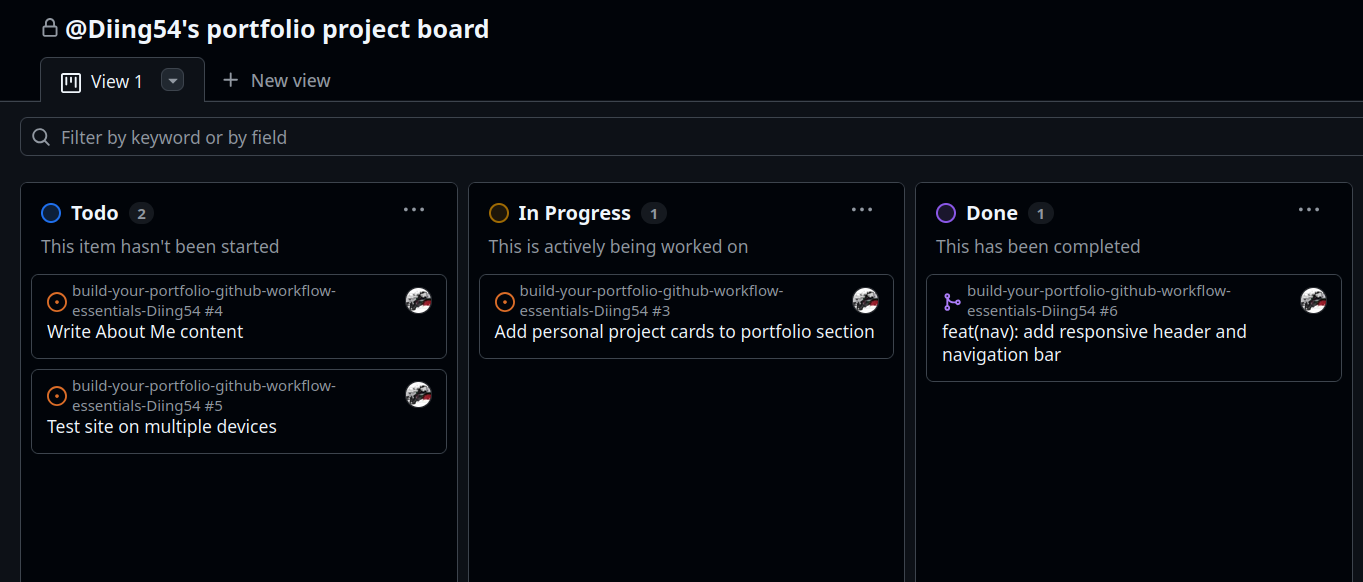 @Diing54's portfolio project board
View 1
New view
Filter by keyword or by field
Todo 2
This item hasn't been started
build-your-portfolio-github-workflow-
essentials-Diing54 #4
Write About Me content
build-your-portfolio-github-workflow-
essentials-Diing54 #5
Test site on multiple devices
In Progress 1
This is actively being worked on
build-your-portfolio-github-workflow-
essentials-Diing54 #3
Add personal project cards to portfolio section
Done 1
This has been completed
build-your-portfolio-github-workflow-
essentials-Diing54 #6
feat(nav): add responsive header and
navigation bar